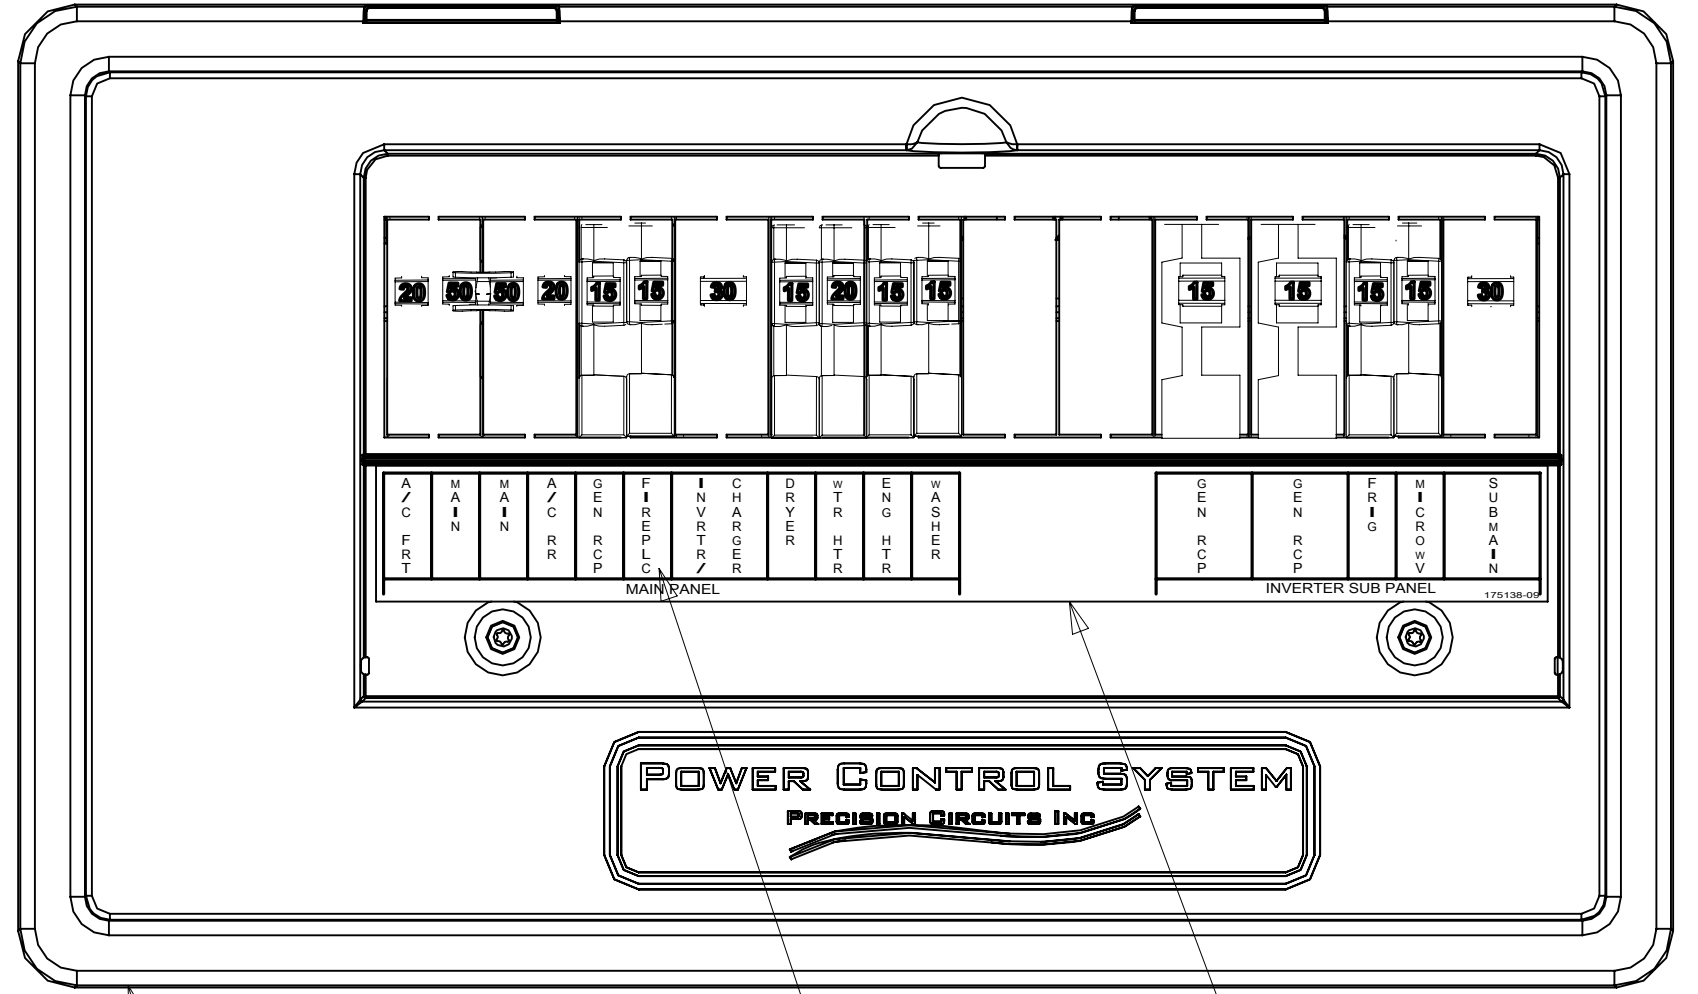 20 50 50 20 15 15 30 15 20 15 15 15 15 15 15 30
A/C FRT
MAIN
MAIN
A/C RR
GEN RCP
FIREPLC
INVRTR/
CHARGER
DRYER
WTR HTR
ENG HTR
WASHER
GEN RCP
GEN RCP
FRIG
MICROWV
SUBMAIN
MAIN PANEL
INVERTER SUB PANEL
175138-09
POWER CONTROL SYSTEM
PRECISION CIRCUITS INC